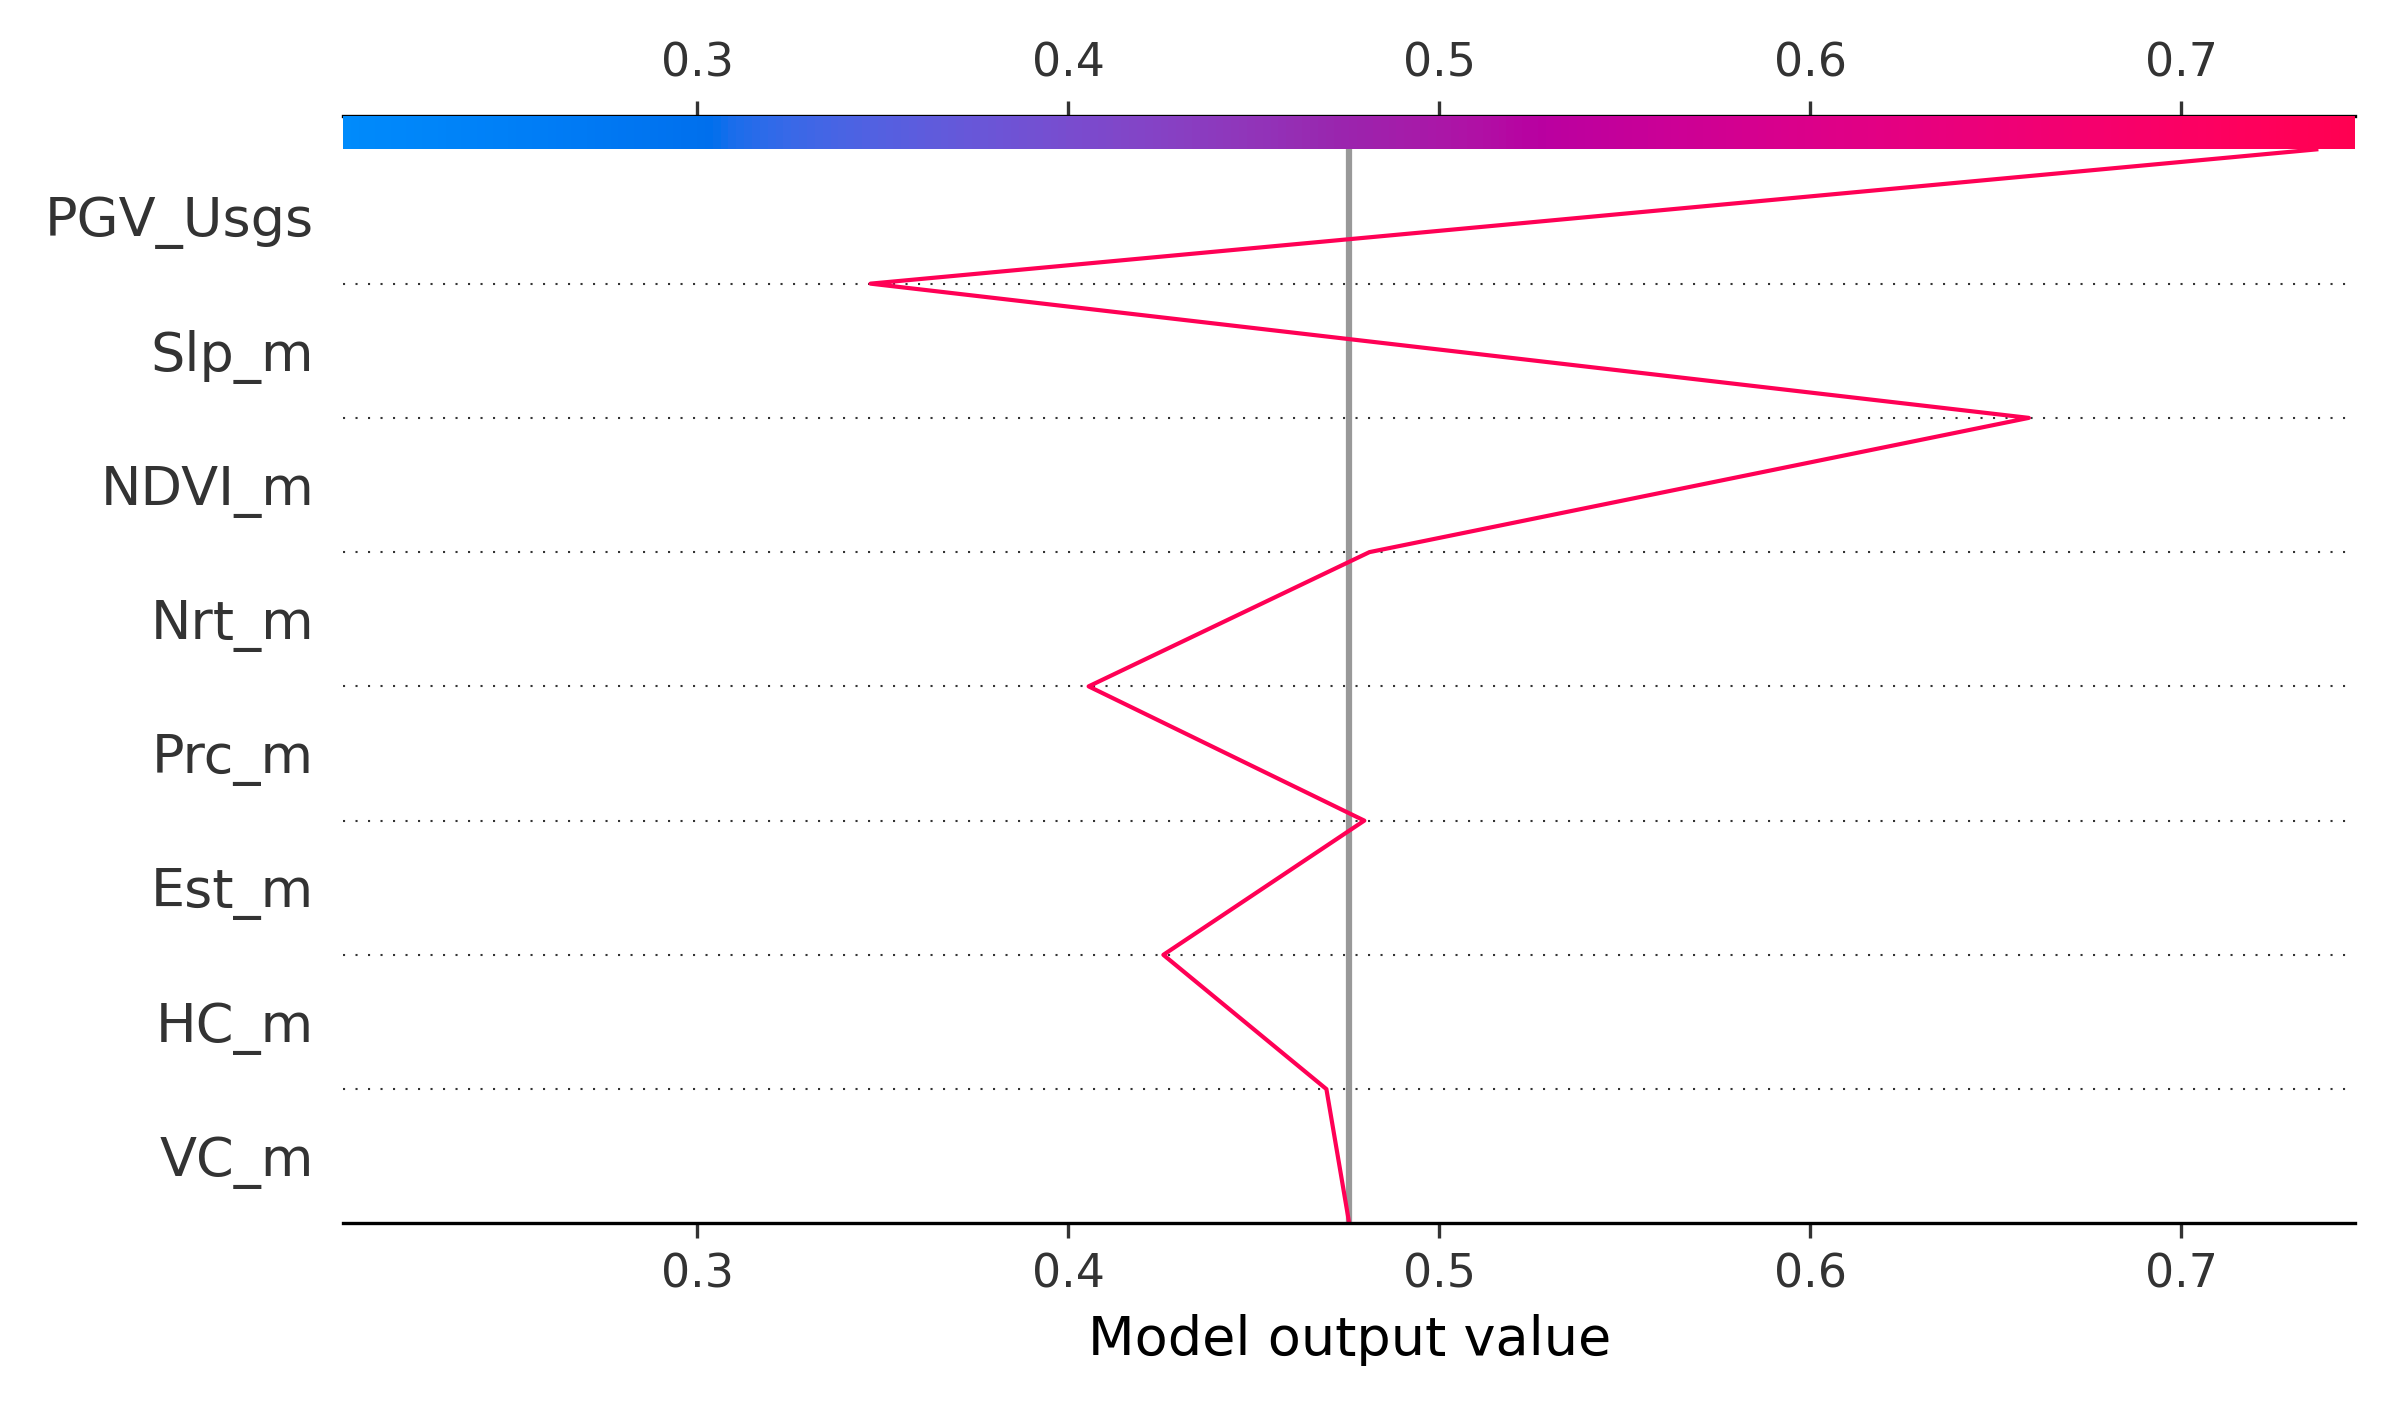 0.3 0.4 0.5 0.6 0.7
PGV_Usgs
Slp_m
NDVI_m
Nrt_m
Prc_m
Est_m
HC_m
VC_m
0.3 0.4 0.5 0.6 0.7
Model output value